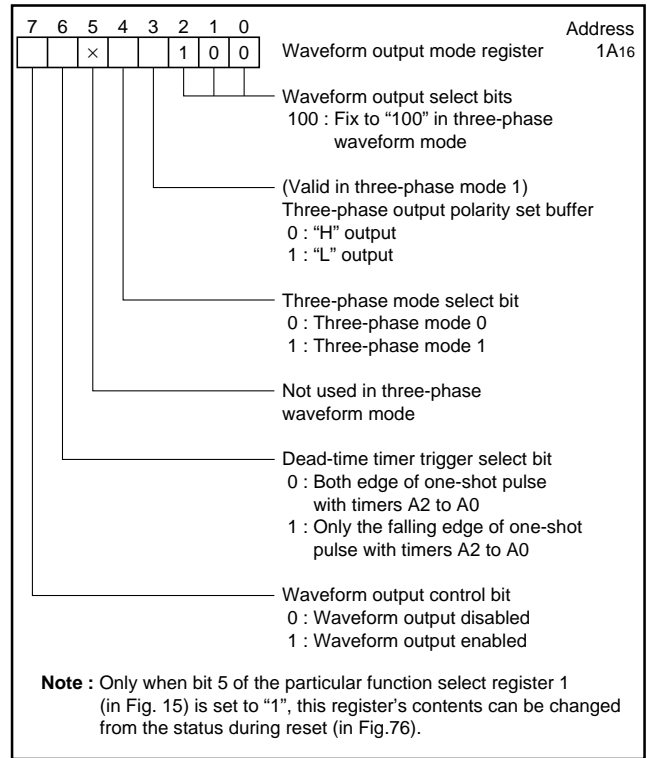 7 6 5 4 3 2 1 0 Address
× 1 0 0 Waveform output mode register 1A16
Waveform output select bits
100 : Fix to “100” in three-phase
waveform mode
(Valid in three-phase mode 1)
Three-phase output polarity set buffer
0 : “H” output
1 : “L” output
Three-phase mode select bit
0 : Three-phase mode 0
1 : Three-phase mode 1
Not used in three-phase
waveform mode
Dead-time timer trigger select bit
0 : Both edge of one-shot pulse
with timers A2 to A0
1 : Only the falling edge of one-shot
pulse with timers A2 to A0
Waveform output control bit
0 : Waveform output disabled
1 : Waveform output enabled
Note : Only when bit 5 of the particular function select register 1
(in Fig. 15) is set to “1”, this register’s contents can be changed
from the status during reset (in Fig.76).